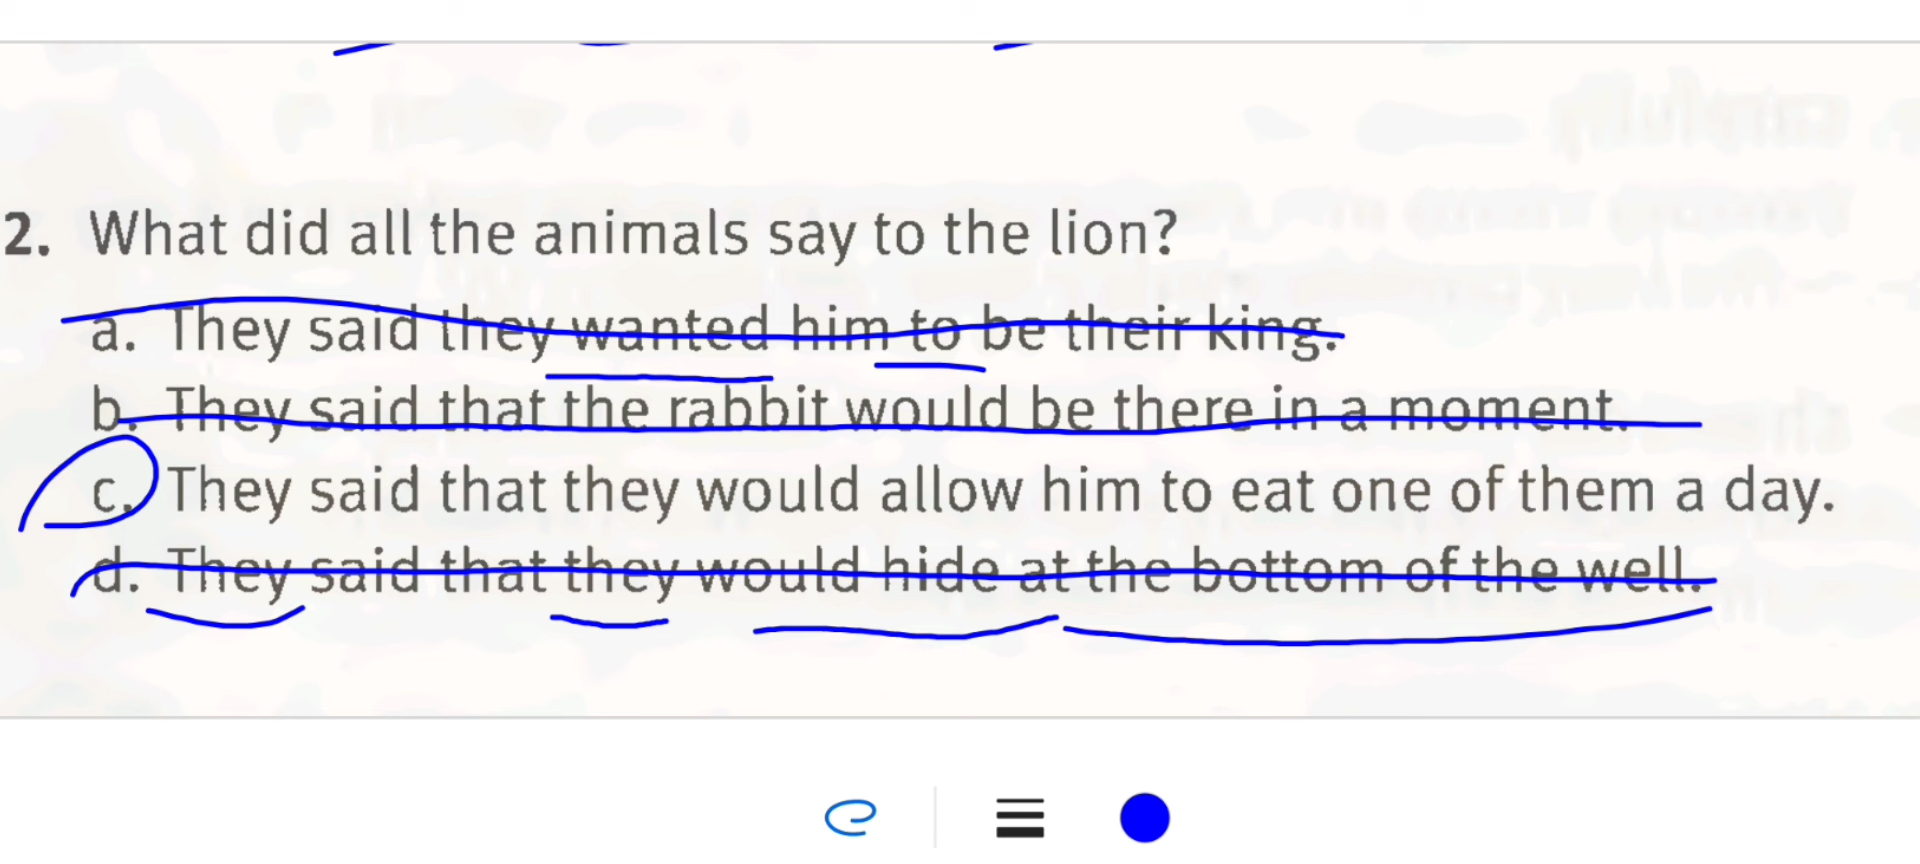 2. What did all the animals say to the lion?
a. They said they wanted him to be their king.
b. They said that the rabbit would be there in a moment.
c. They said that they would allow him to eat one of them a day.
d. They said that they would hide at the bottom of the well.